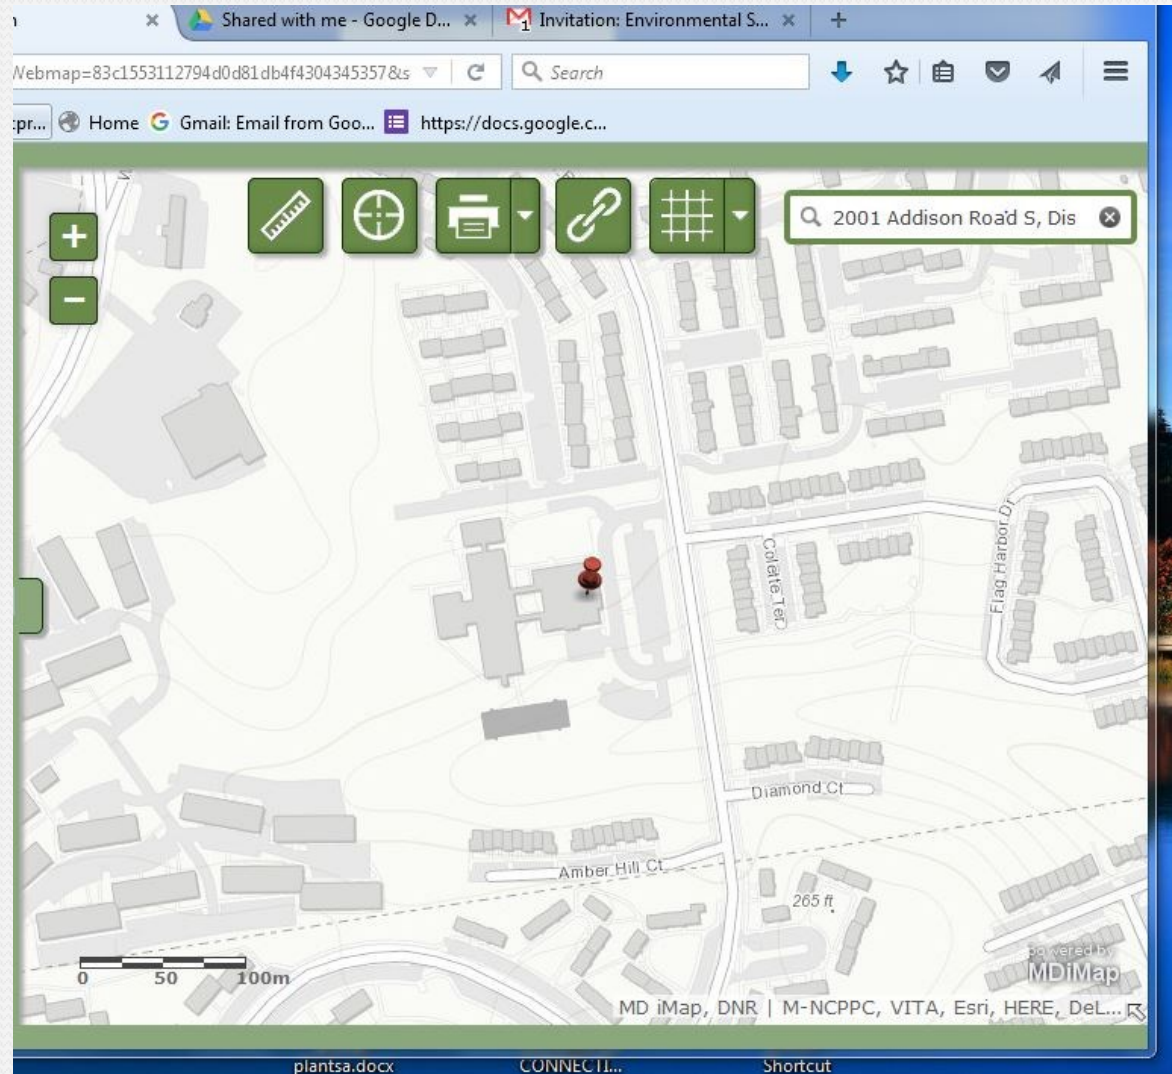 Shared with me - Google D...
Invitation: Environmental S...
Webmap=83c1553112794d0d81db4f4304345357&s
Search
:pr...
Home
Gmail: Email from Goo...
https://docs.google.c...
2001 Addison Road S, Dis
+
−
Flag Harbor Dr
Colette Ter
Diamond Ct
Amber Hill Ct
265 ft
0 50 100m
powered by
MDiMap
MD iMap, DNR | M-NCPPC, VITA, Esri, HERE, DeL...
plantsa.docx
CONNECTI...
Shortcut